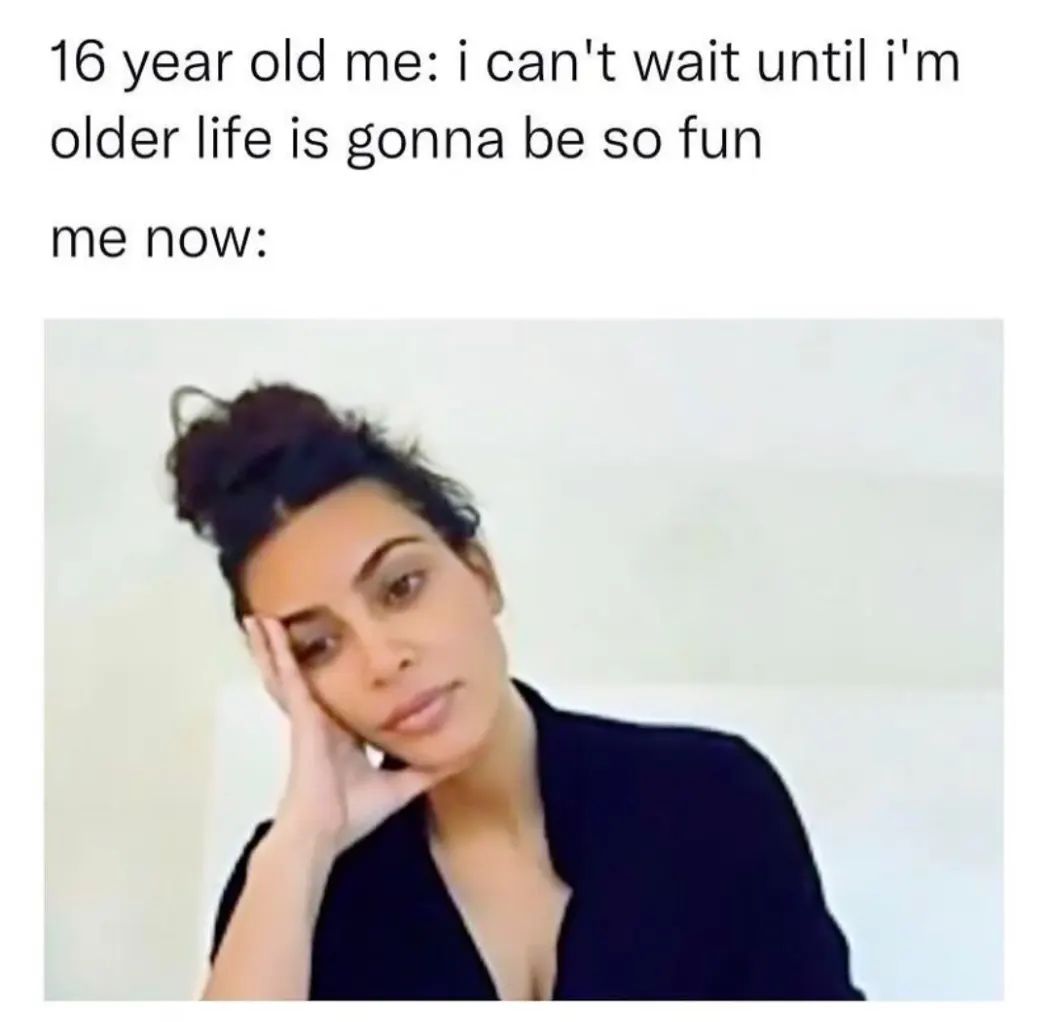 16 year old me: i can't wait until i'm
older life is gonna be so fun
me now: